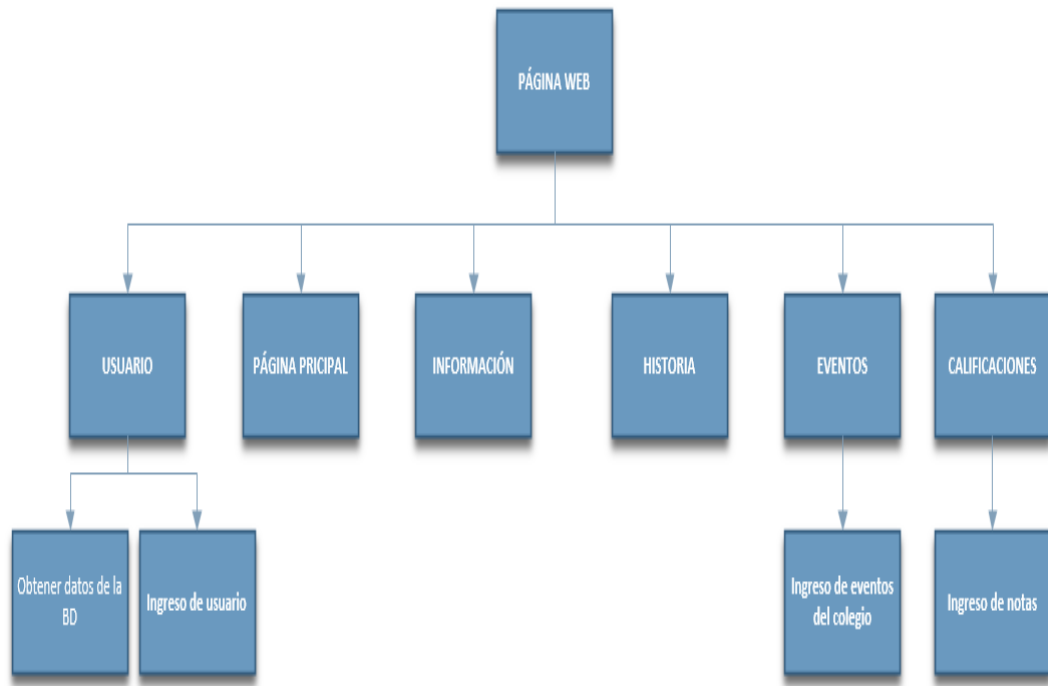 PÁGINA WEB
USUARIO
PÁGINA PRICIPAL
INFORMACIÓN
HISTORIA
EVENTOS
CALIFICACIONES
Obtener datos de la
BD
Ingreso de usuario
Ingreso de eventos
del colegio
Ingreso de notas